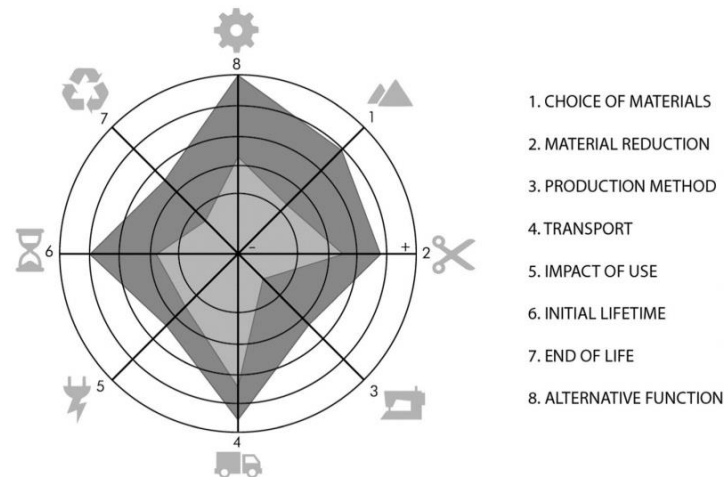 8
7
1
6
–
+
2
5
3
4
1. CHOICE OF MATERIALS
2. MATERIAL REDUCTION
3. PRODUCTION METHOD
4. TRANSPORT
5. IMPACT OF USE
6. INITIAL LIFETIME
7. END OF LIFE
8. ALTERNATIVE FUNCTION